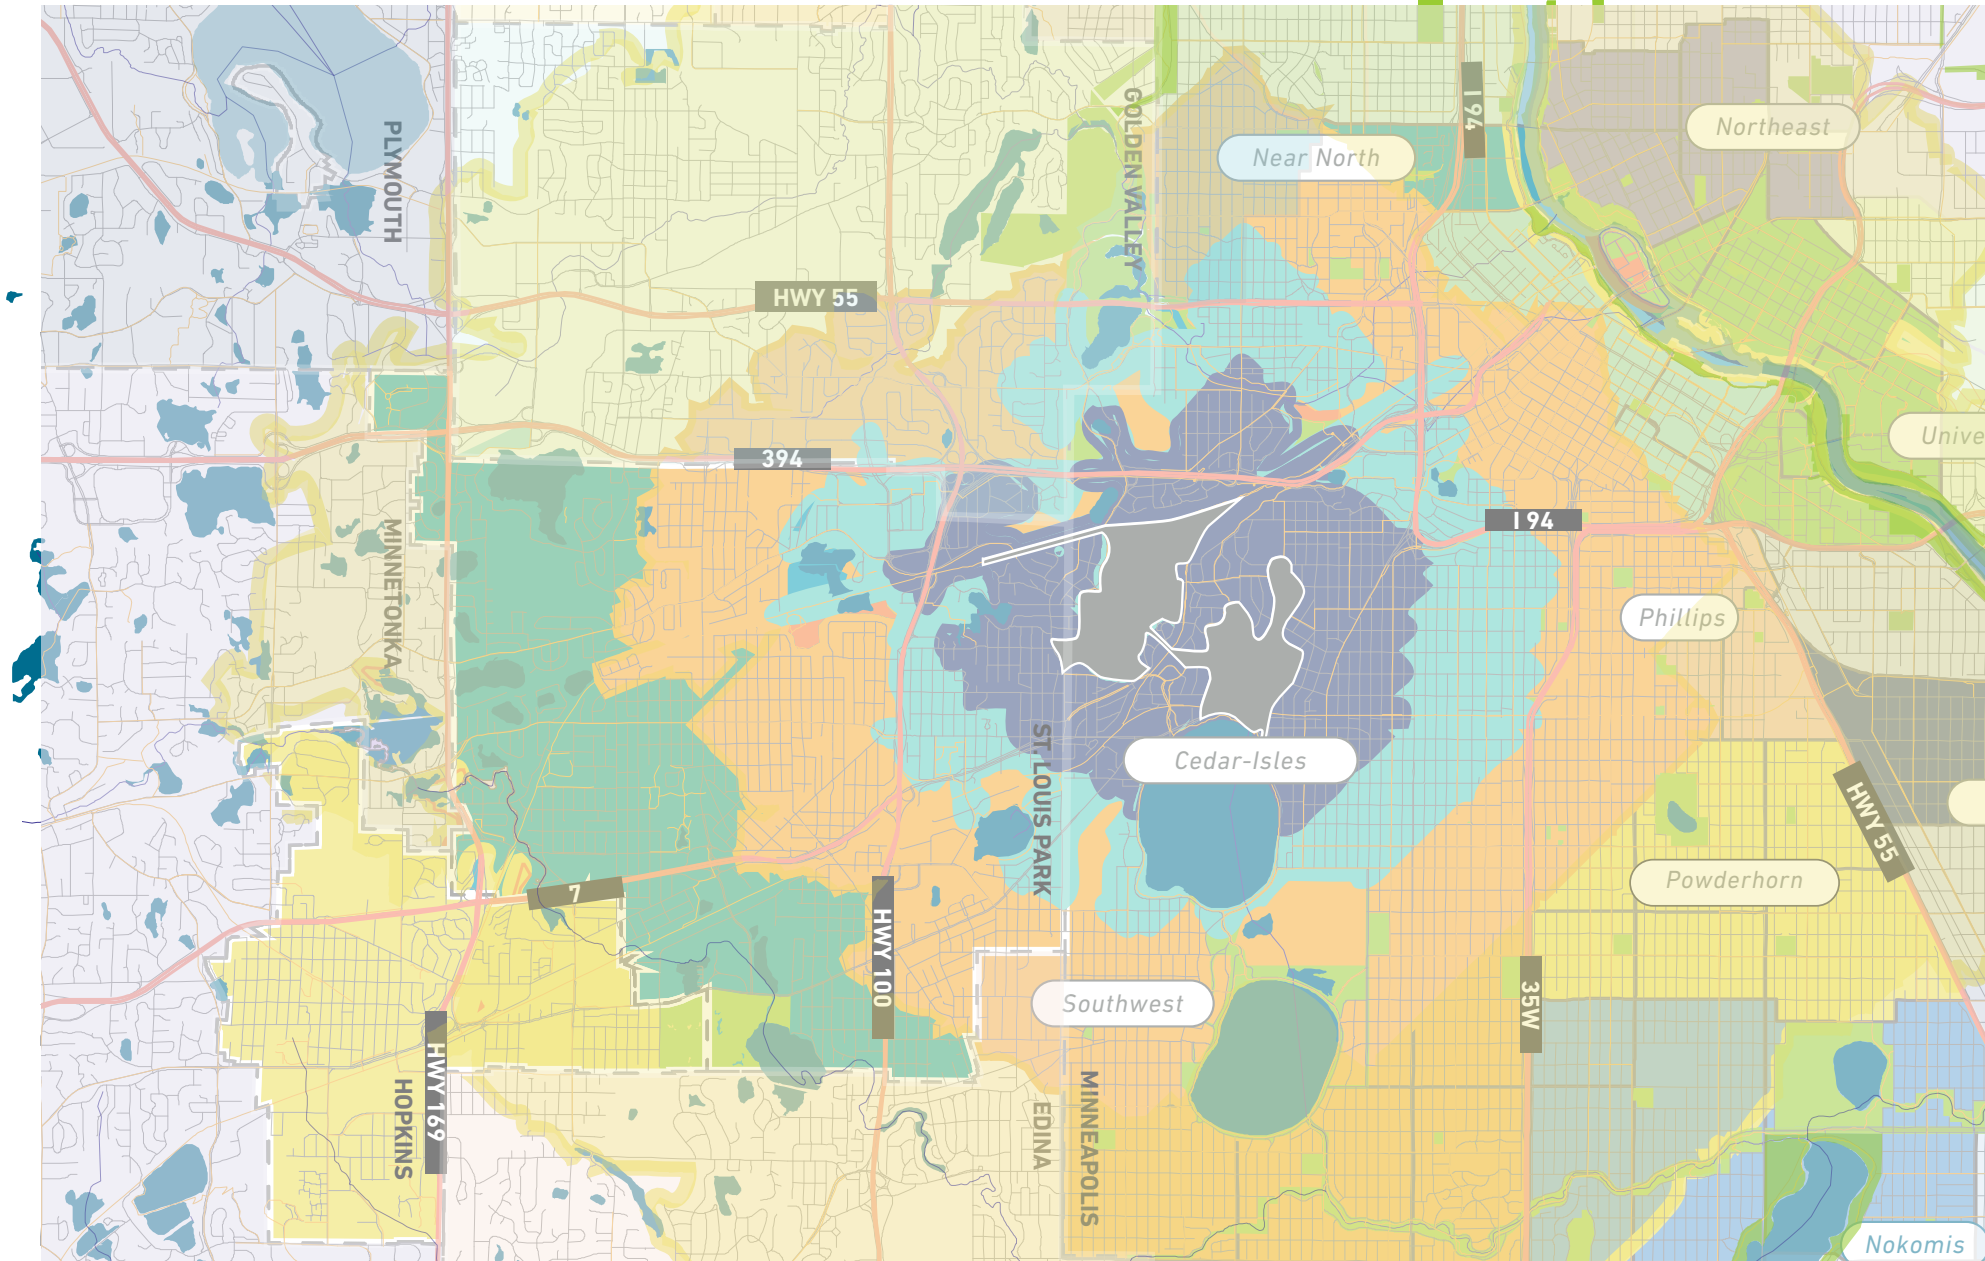 I 94
Northeast
PLYMOUTH
GOLDEN VALLEY
Near North
HWY 55
Unive
394
I 94
MINNETONKA
Phillips
ST. LOUIS PARK
Cedar-Isles
HWY 55
Powderhorn
7
HWY 100
Southwest
35W
HWY 169
HOPKINS
EDINA
MINNEAPOLIS
Nokomis